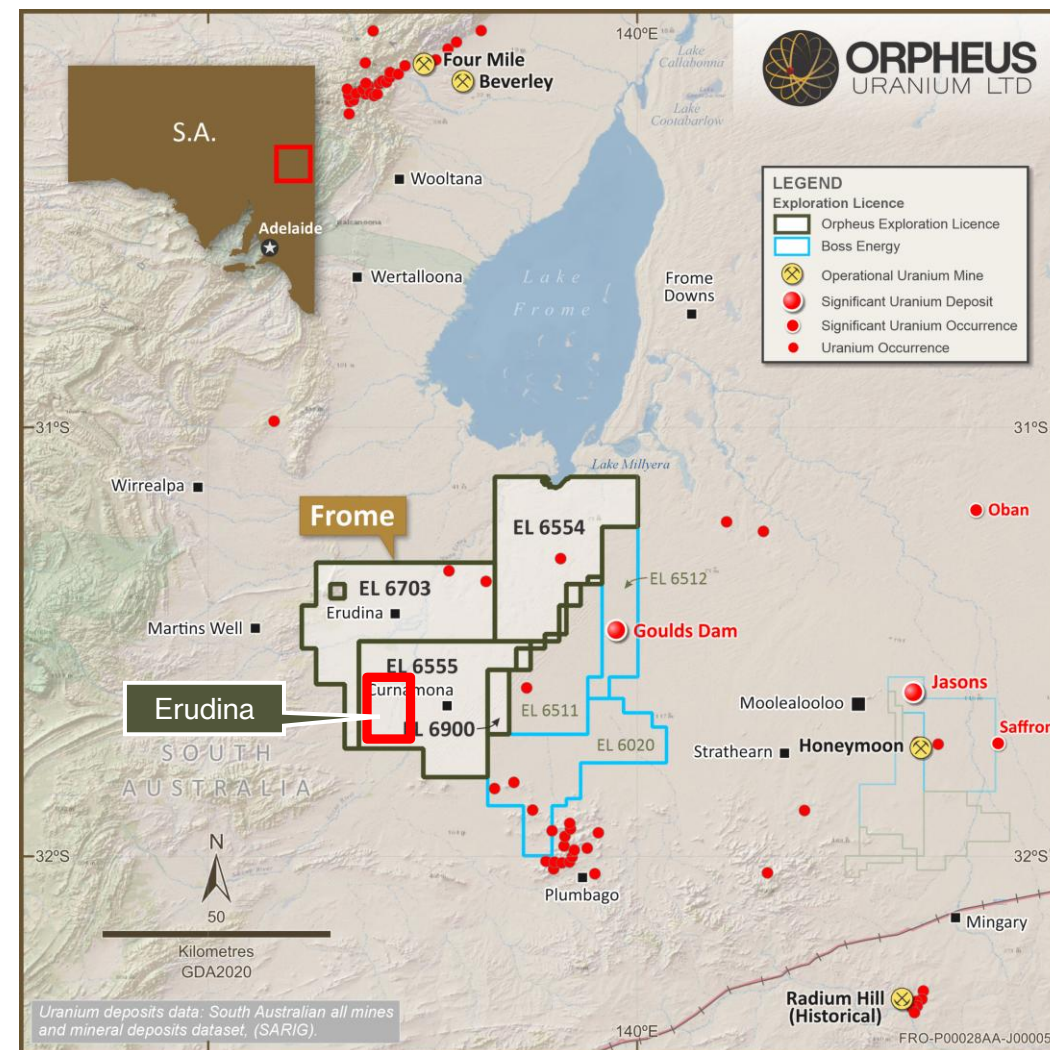 140°E
Lake
Callabonna
Lake
Cootabarlow
ORPHEUS
URANIUM LTD
Four Mile
Beverley
S.A.
Adelaide
Wooltana
Wertalloona
Lake
Frome
Frome
Downs
LEGEND
Exploration Licence
Orpheus Exploration Licence
Boss Energy
Operational Uranium Mine
Significant Uranium Deposit
Significant Uranium Occurrence
Uranium Occurrence
31°S
31°S
Lake Millyera
Wirrealpa
Frome
EL 6554
Oban
EL 6703
EL 6512
Erudina
Martins Well
Goulds Dam
EL 6555
Curnamona
Jasons
Erudina
EL 6900
EL 6511
Moolealooloo
EL 6020
Strathearn
Honeymoon
Saffron
SOUTH
AUSTRALIA
N
32°S
32°S
Plumbago
50
Kilometres
GDA2020
Mingary
Radium Hill
(Historical)
Uranium deposits data: South Australian all mines
and mineral deposits dataset, (SARIG).
140°E
FRO-P00028AA-J00005